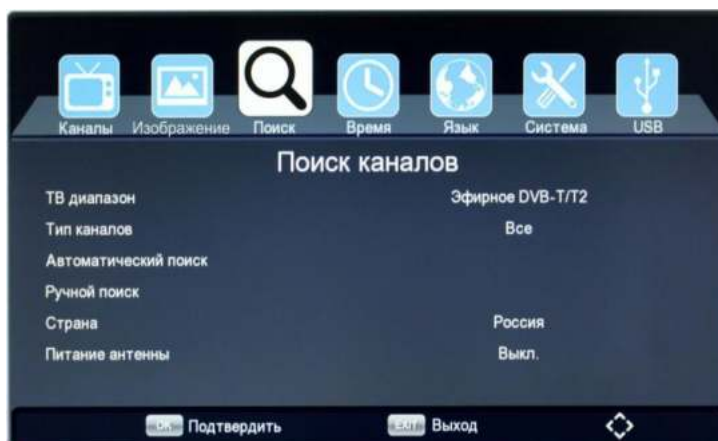 Каналы Изображение Поиск Время Язык Система USB
Поиск каналов
ТВ диапазон Эфирное DVB-T/T2
Тип каналов Все
Автоматический поиск
Ручной поиск
Страна Россия
Питание антенны Выкл.
OK Подтвердить EXIT Выход